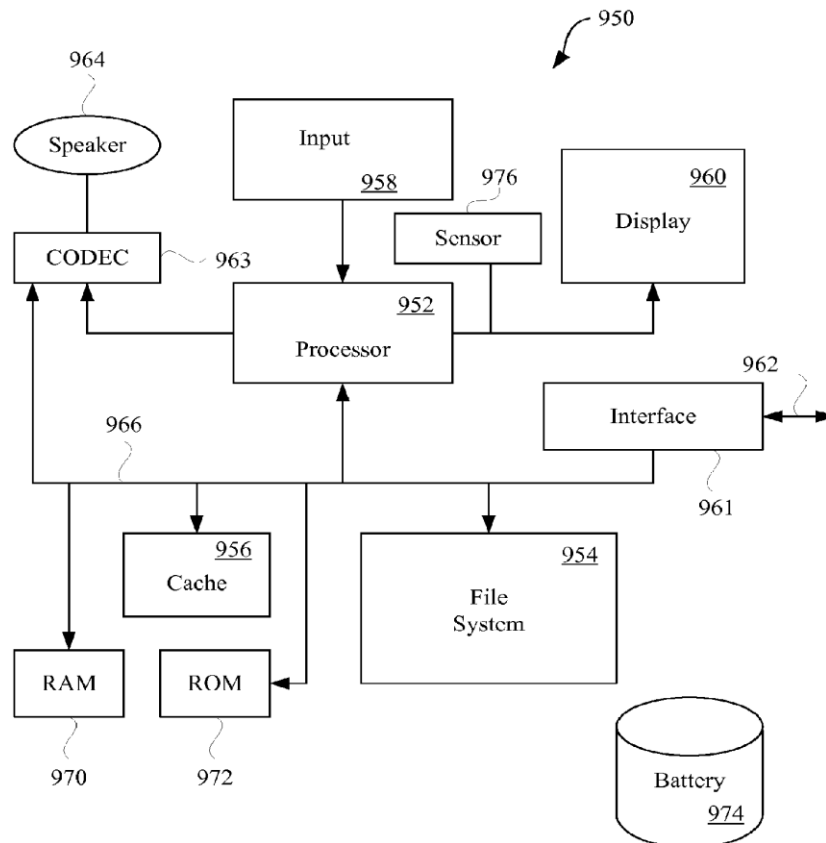 950
964
Speaker
Input
958
976
960
Sensor
Display
CODEC
963
952
Processor
962
Interface
966
961
956
Cache
954
File
System
RAM
ROM
970
972
Battery
974